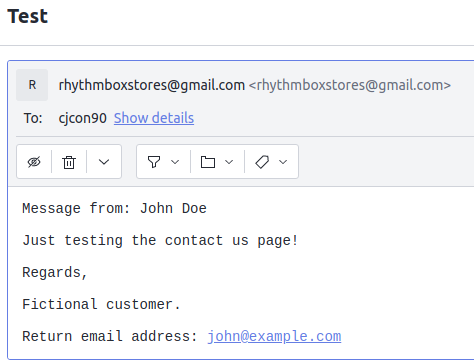 Test
R
rhythmboxstores@gmail.com <rhythmboxstores@gmail.com>
To: cjcon90 Show details
Message from: John Doe
Just testing the contact us page!
Regards,
Fictional customer.
Return email address: john@example.com